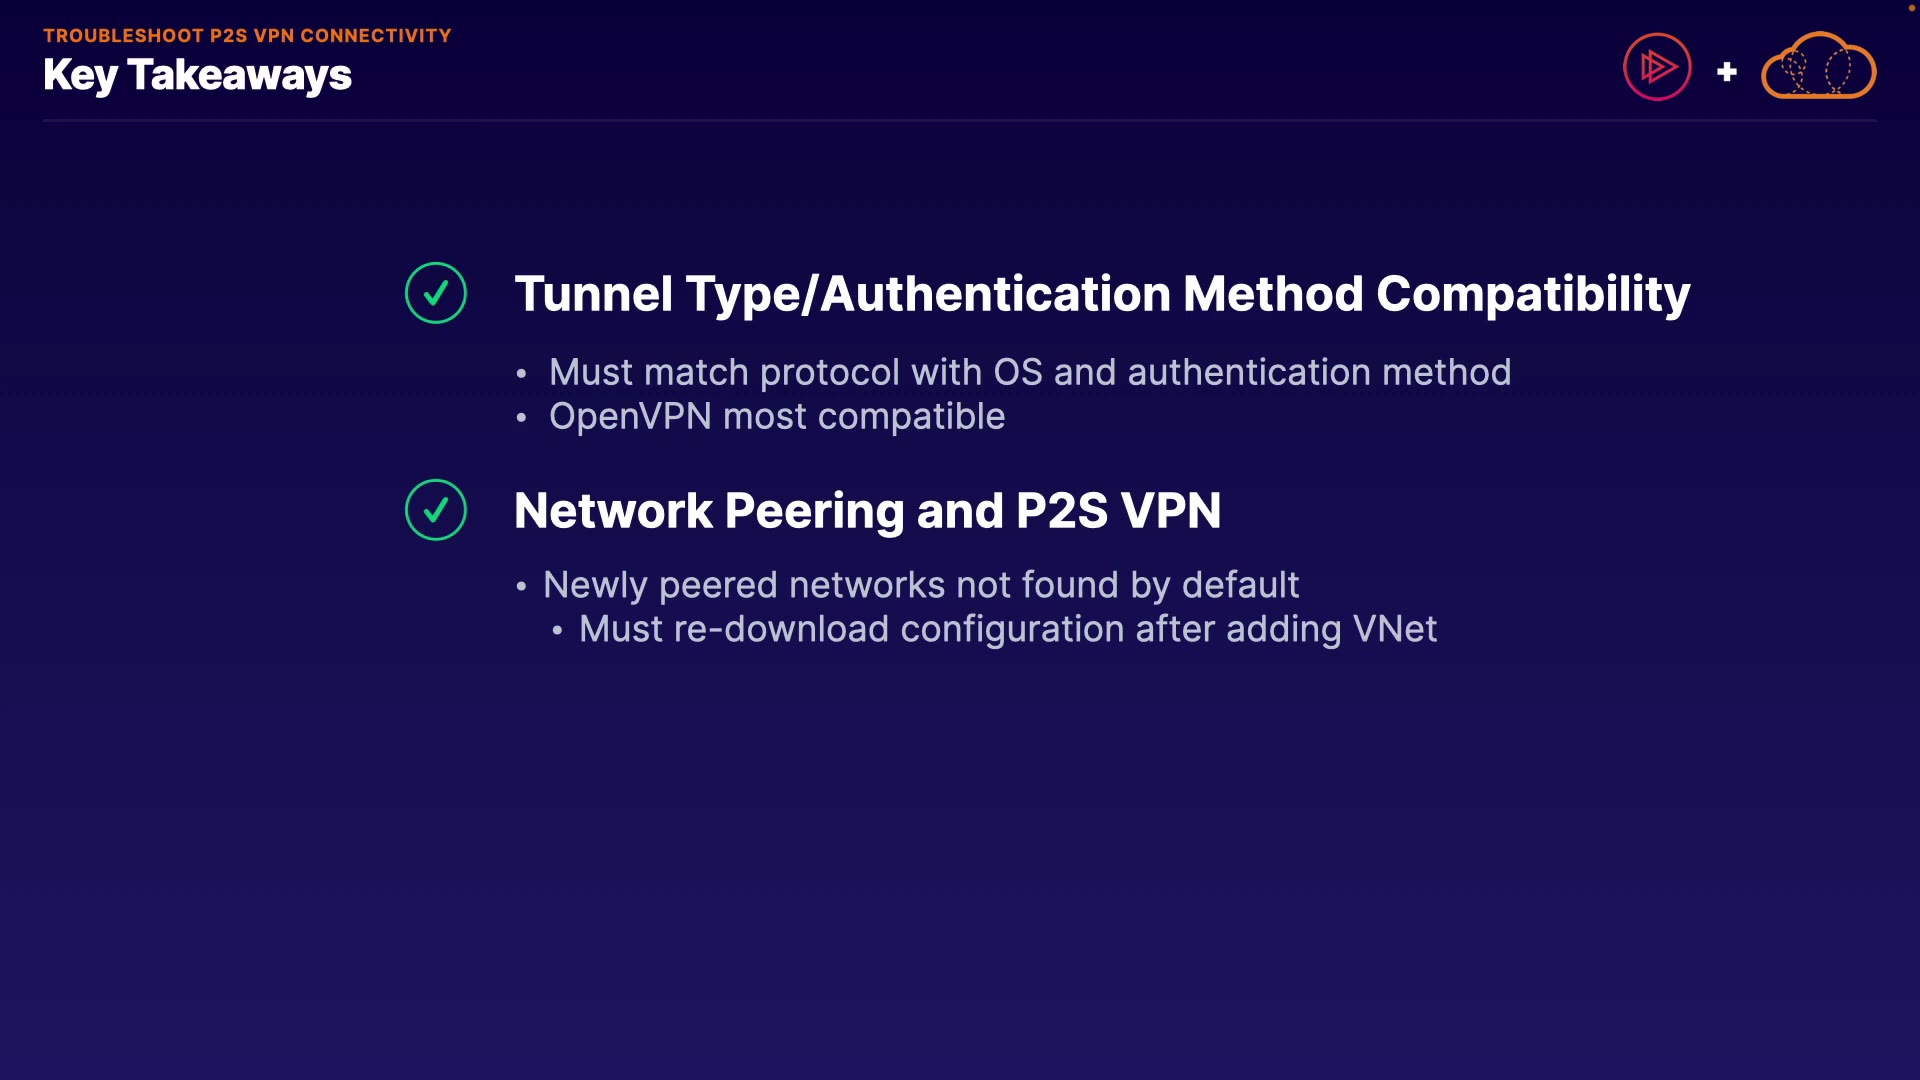 TROUBLESHOOT P2S VPN CONNECTIVITY
Key Takeaways
+
Tunnel Type/Authentication Method Compatibility
• Must match protocol with OS and authentication method
• OpenVPN most compatible
Network Peering and P2S VPN
• Newly peered networks not found by default
• Must re-download configuration after adding VNet